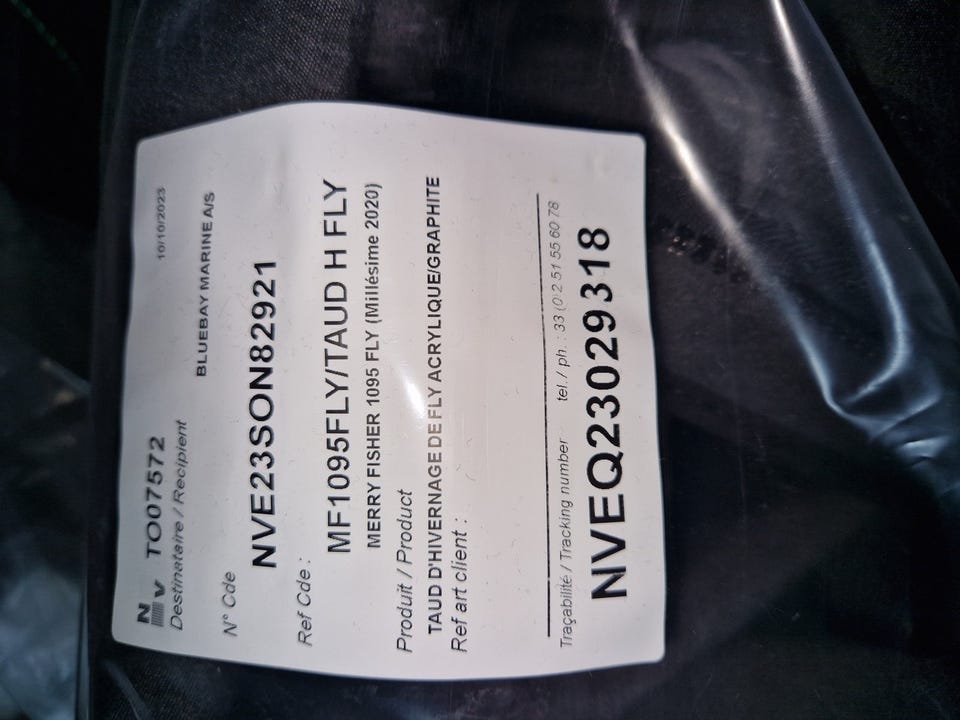 NV TO07572 10/10/2023
Destinataire / Recipient
BLUEBAY MARINE A/S
N° Cde
NVE23SON82921
Ref Cde :
MF1095FLY/TAUD H FLY
MERRY FISHER 1095 FLY (Millésime 2020)
Produit / Product
TAUD D'HIVERNAGE DE FLY ACRYLIQUE/GRAPHITE
Ref art client :
Traçabilité / Tracking number tel./ ph. : 33 (0)2 51 55 60 78
NVEQ23029318